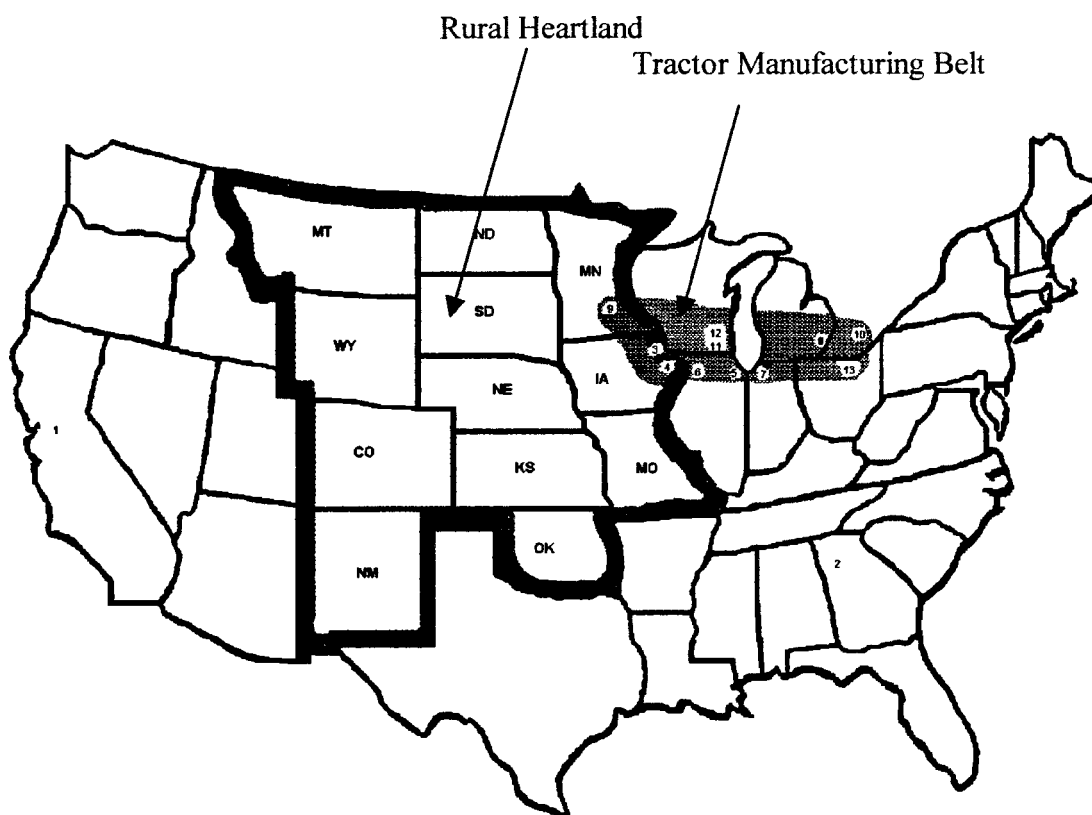 Rural Heartland
Tractor Manufacturing Belt
MT
ND
MN
SD
WY
9
12
11
8
10
3
4
6
5
7
13
IA
NE
1
CO
KS
MO
OK
NM
2